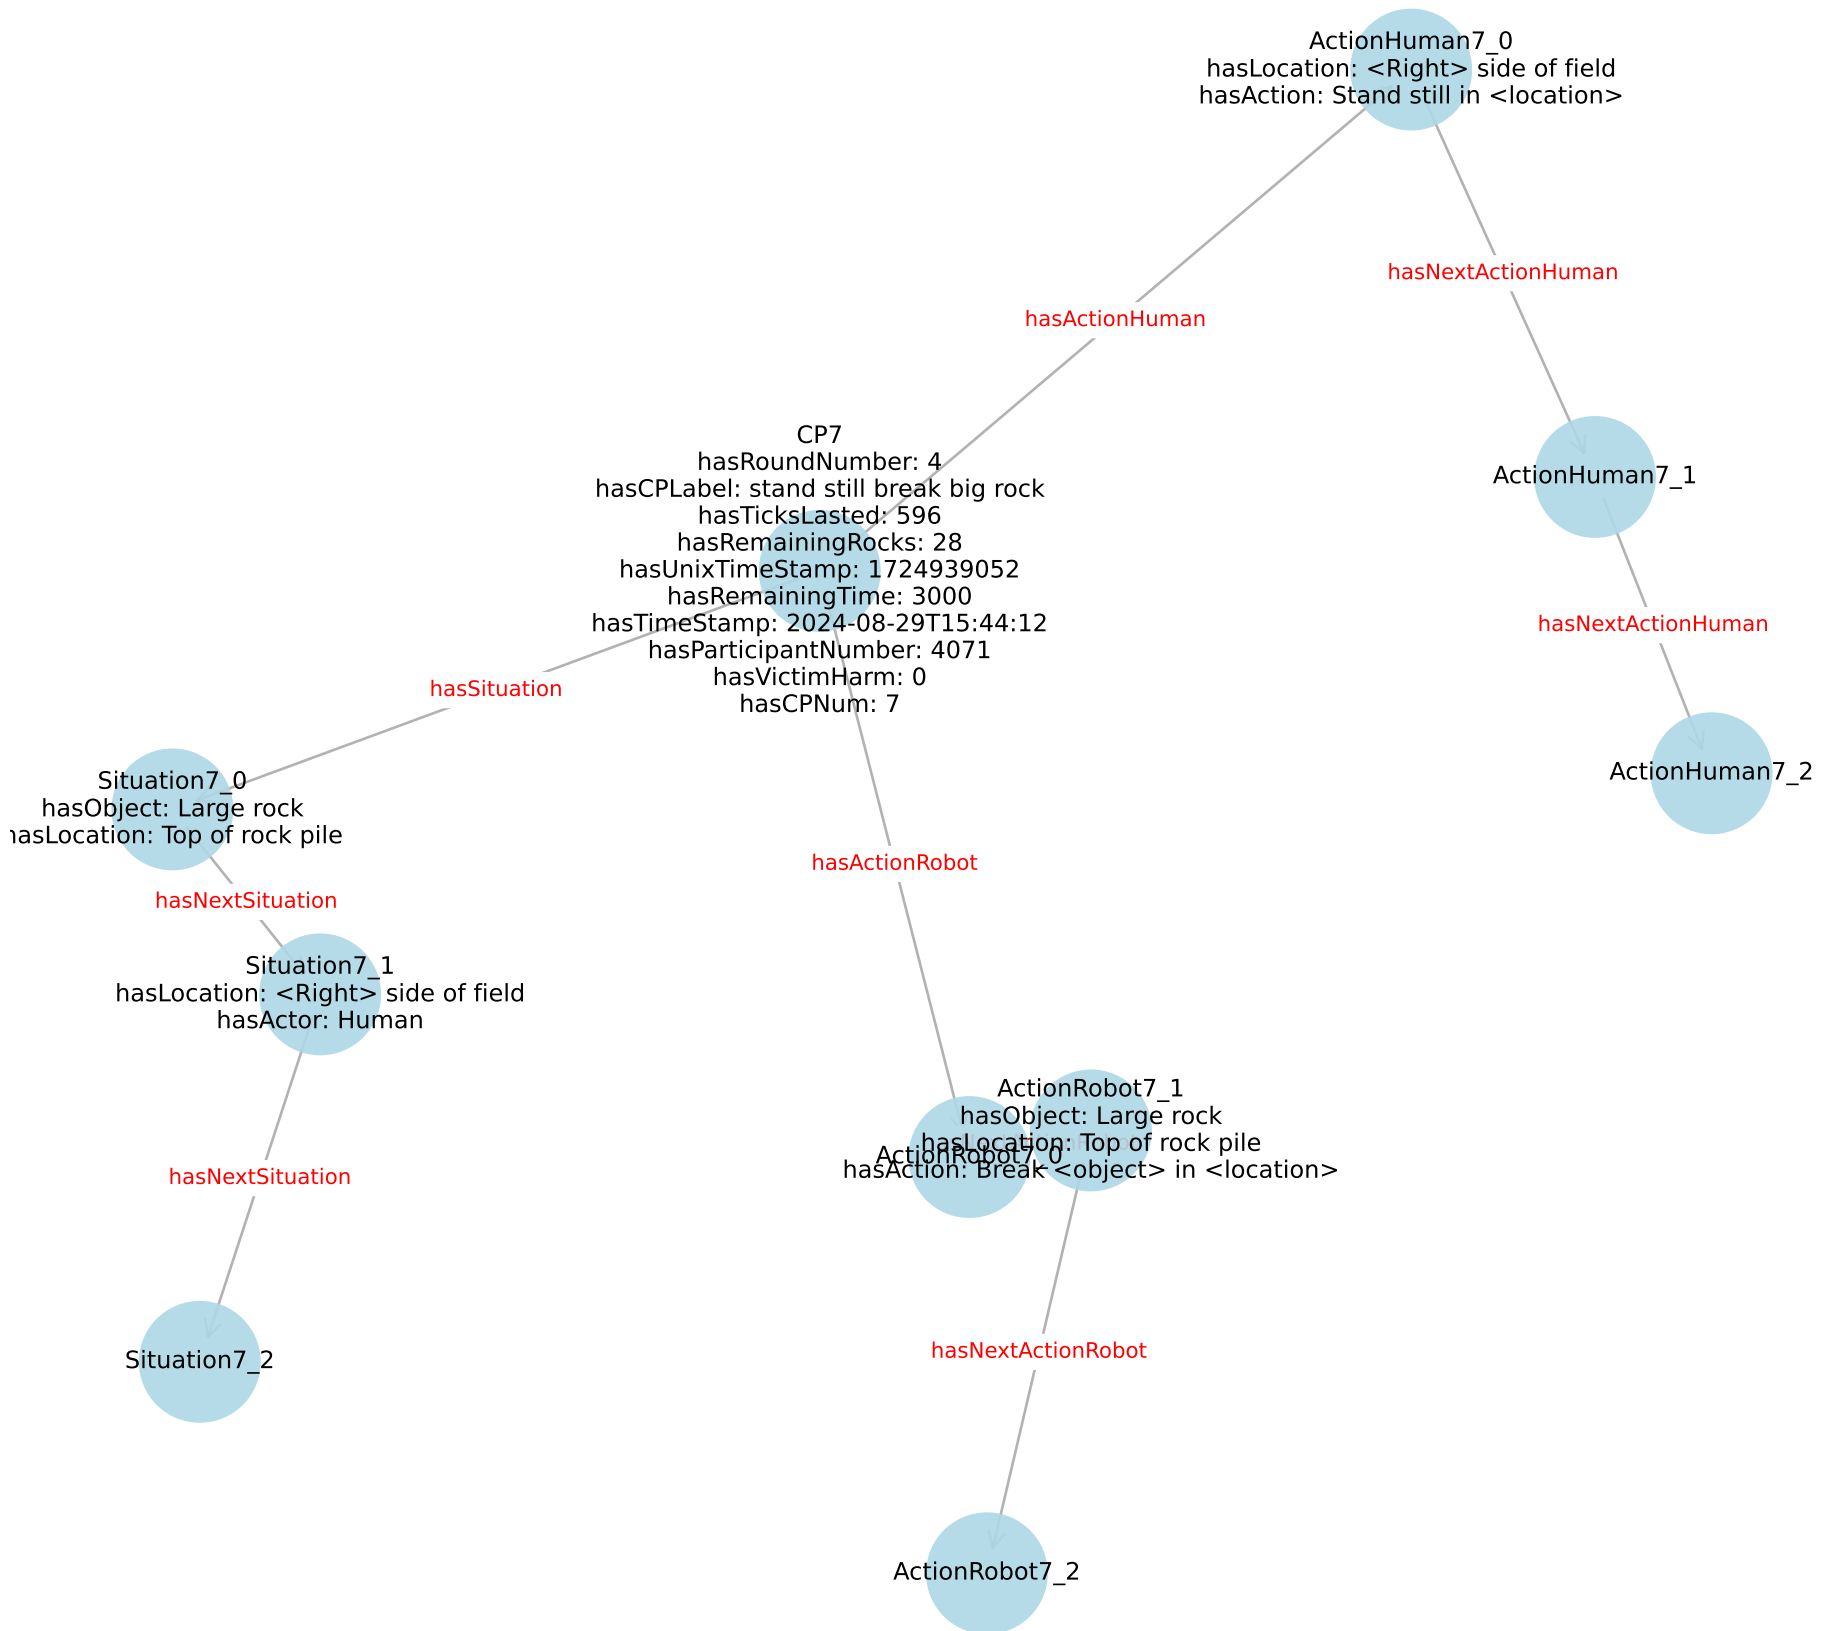 ActionHuman7_0
hasLocation: <Right> side of field
hasAction: Stand still in <location>
hasNextActionHuman
hasActionHuman
CP7
hasRoundNumber: 4
hasCPLabel: stand still break big rock
hasTicksLasted: 596
hasRemainingRocks: 28
hasUnixTimeStamp: 1724939052
hasRemainingTime: 3000
hasTimeStamp: 2024-08-29T15:44:12
hasParticipantNumber: 4071
hasVictimHarm: 0
hasCPNum: 7
ActionHuman7_1
hasNextActionHuman
ActionHuman7_2
hasSituation
Situation7_0
hasObject: Large rock
hasLocation: Top of rock pile
hasNextSituation
hasActionRobot
Situation7_1
hasLocation: <Right> side of field
hasActor: Human
hasNextSituation
Situation7_2
ActionRobot7_1
hasObject: Large rock
hasLocation: Top of rock pile
ActionRobot7_0
hasAction: Break <object> in <location>
hasNextActionRobot
ActionRobot7_2